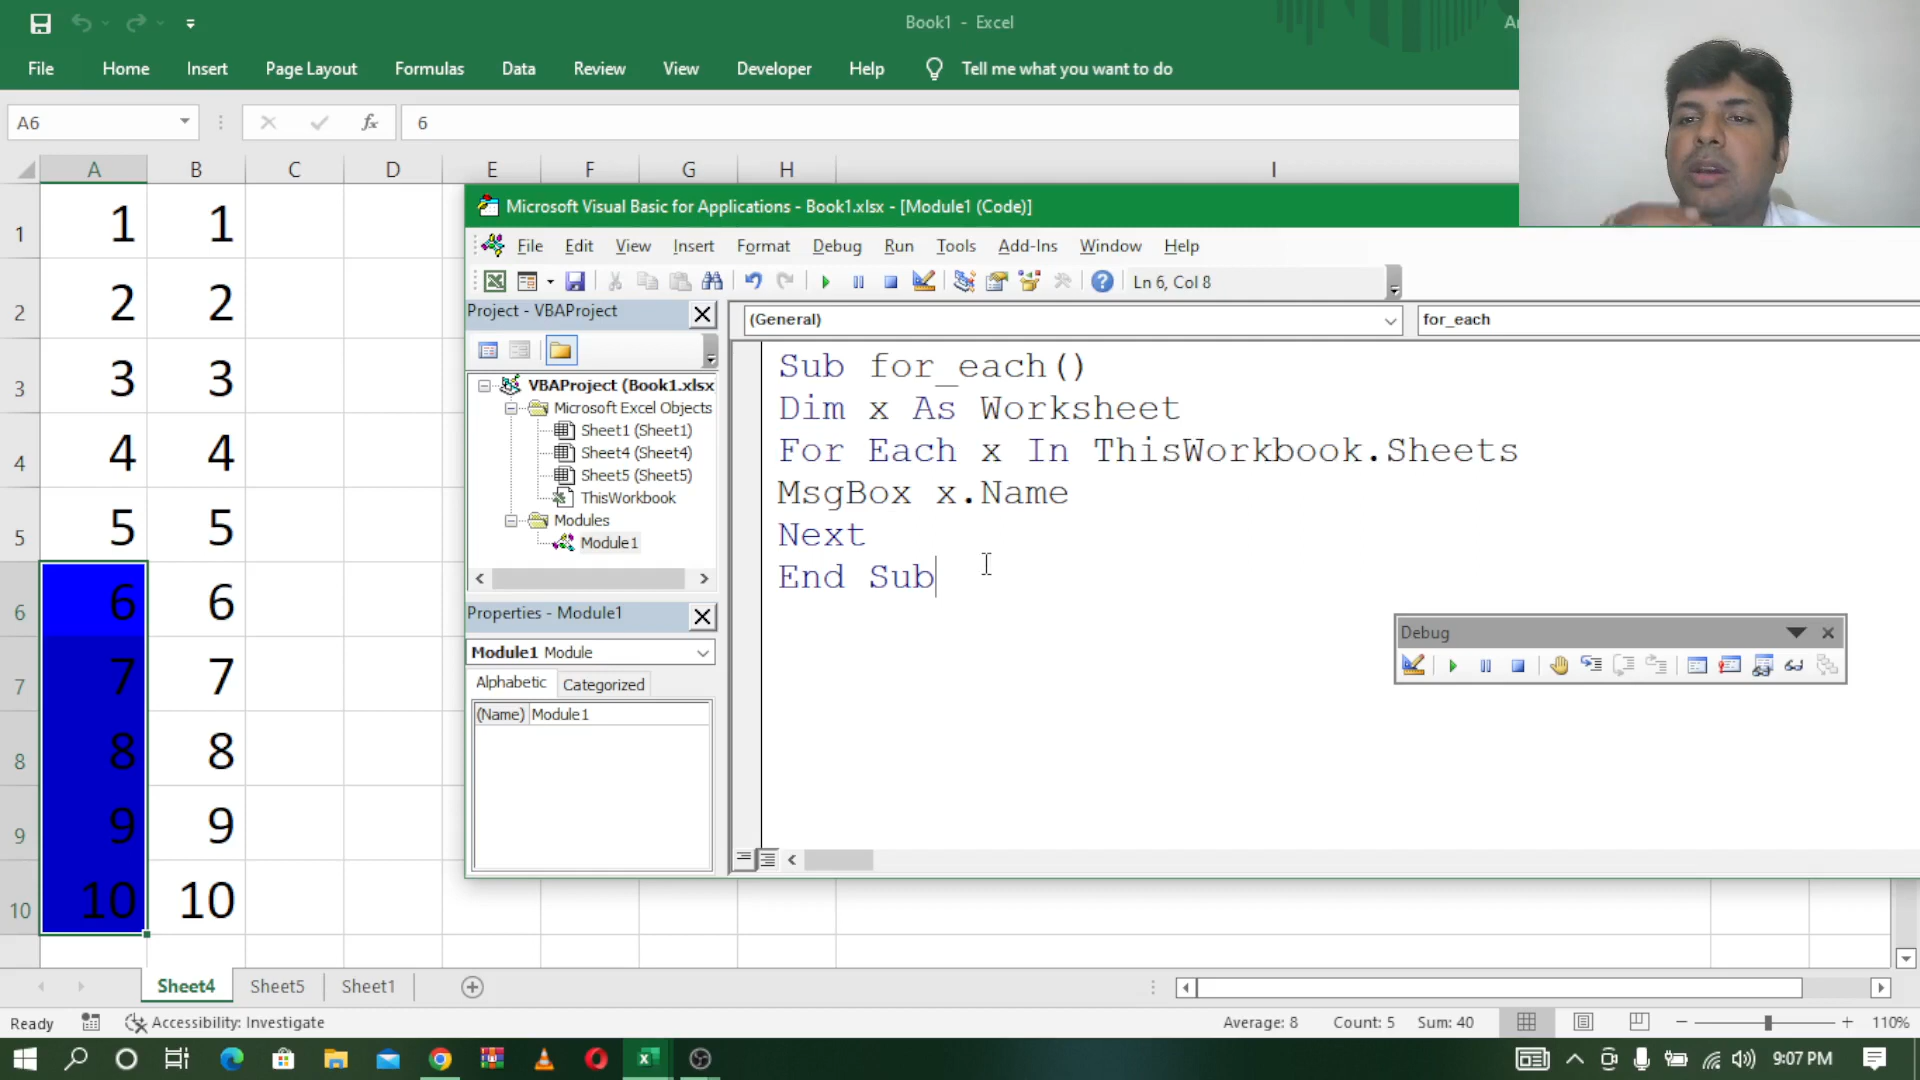 Book1 - Excel
File Home Insert Page Layout Formulas Data Review View Developer Help Tell me what you want to do
A6 fx 6
A B C D E F G H I
1 1 1
2 2 2
3 3 3
4 4 4
5 5 5
6 6 6
7 7 7
8 8 8
9 9 9
10 10 10
Microsoft Visual Basic for Applications - Book1.xlsx - [Module1 (Code)]
File Edit View Insert Format Debug Run Tools Add-Ins Window Help
Ln 6, Col 8
Project - VBAProject
VBAProject (Book1.xlsx
Microsoft Excel Objects
Sheet1 (Sheet1)
Sheet4 (Sheet4)
Sheet5 (Sheet5)
ThisWorkbook
Modules
Module1
Properties - Module1
Module1 Module
Alphabetic Categorized
(Name) Module1
(General) for_each
Sub for_each()
Dim x As Worksheet
For Each x In ThisWorkbook.Sheets
MsgBox x.Name
Next
End Sub
Debug
Sheet4 Sheet5 Sheet1
Ready Accessibility: Investigate Average: 8 Count: 5 Sum: 40 110%
9:07 PM